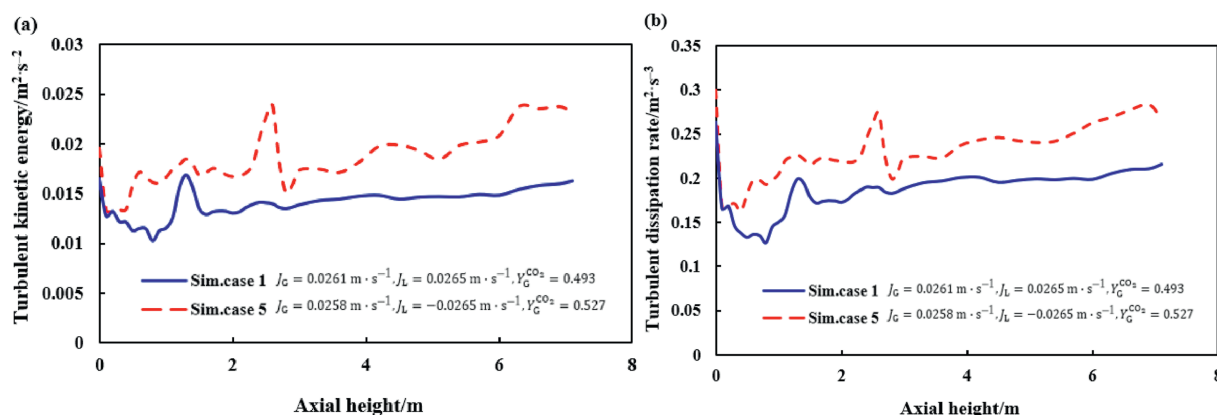 (a)
Turbulent kinetic energy/m²·s⁻²
0.03
0.025
0.02
0.015
0.01
0.005
0
Sim.case 1 J_G = 0.0261 m · s⁻¹, J_L = 0.0265 m · s⁻¹, Y_G^CO₂ = 0.493
Sim.case 5 J_G = 0.0258 m · s⁻¹, J_L = −0.0265 m · s⁻¹, Y_G^CO₂ = 0.527
0 2 4 6 8
Axial height/m
(b)
Turbulent dissipation rate/m²·s⁻³
0.35
0.3
0.25
0.2
0.15
0.1
0.05
0
Sim.case 1 J_G = 0.0261 m · s⁻¹, J_L = 0.0265 m · s⁻¹, Y_G^CO₂ = 0.493
Sim.case 5 J_G = 0.0258 m · s⁻¹, J_L = −0.0265 m · s⁻¹, Y_G^CO₂ = 0.527
0 2 4 6 8
Axial height/m